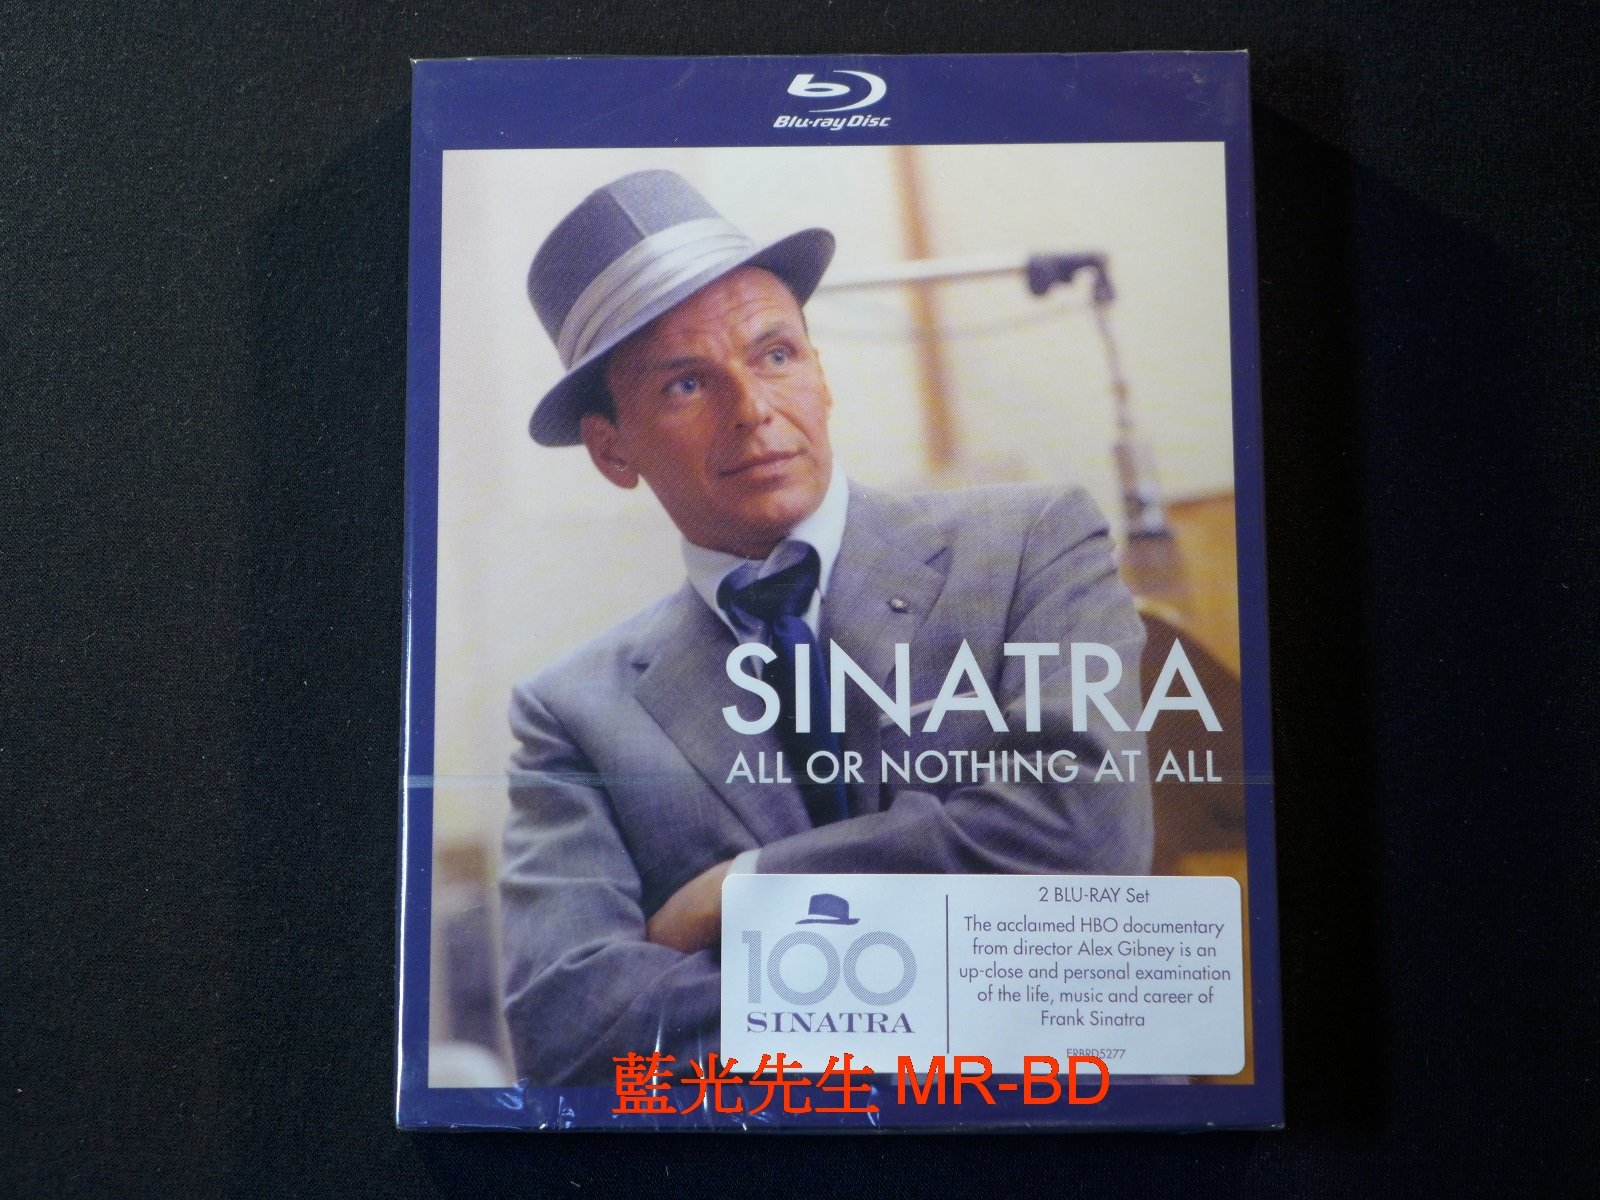 Blu-ray Disc
SINATRA
ALL OR NOTHING AT ALL
100
SINATRA
2 BLU-RAY Set
The acclaimed HBO documentary
from director Alex Gibney is an
up-close and personal examination
of the life, music and career of
Frank Sinatra
ERBRD5277
藍光先生 MR-BD